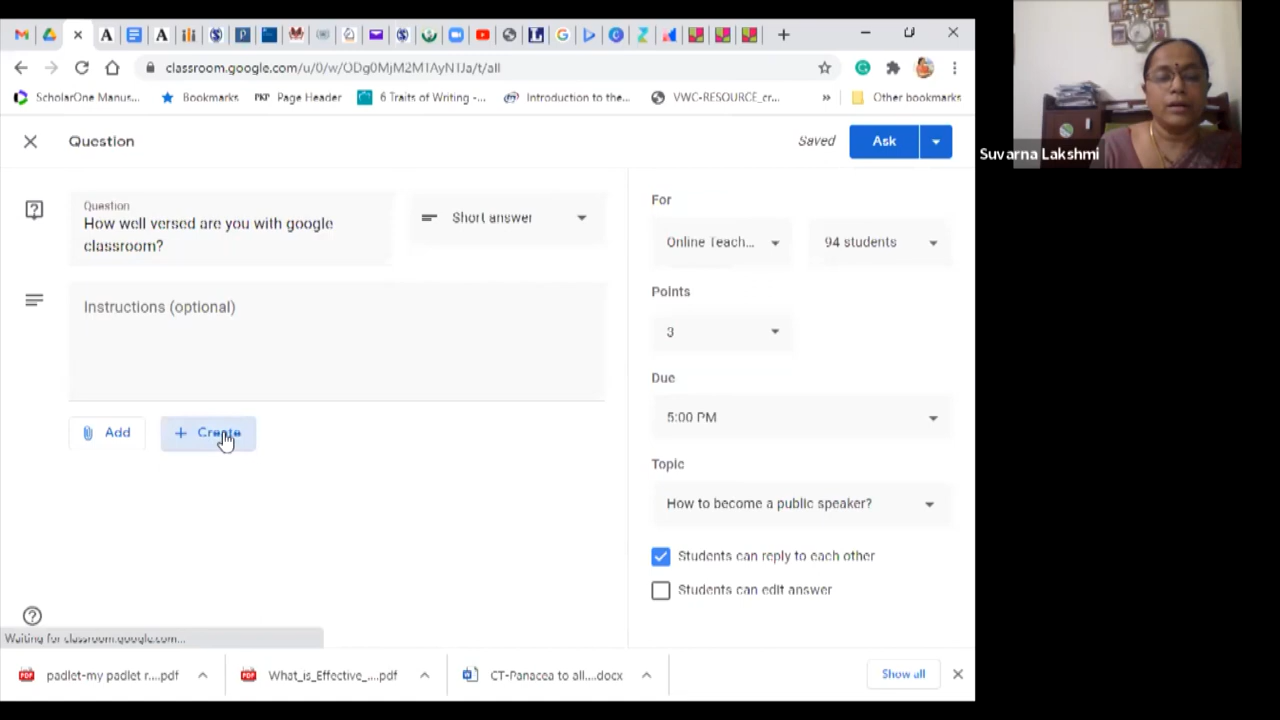 classroom.google.com/u/0/w/ODg0MjM2MTAyNTJa/t/all
ScholarOne Manus...
Bookmarks
Page Header
6 Traits of Writing -...
Introduction to the...
VWC-RESOURCE_cr...
»
Other bookmarks
Question
Saved
Ask
Suvarna Lakshmi
Question
How well versed are you with google
classroom?
Short answer
Instructions (optional)
Add
Create
For
Online Teach...
94 students
Points
3
Due
5:00 PM
Topic
How to become a public speaker?
Students can reply to each other
Students can edit answer
Waiting for classroom.google.com...
padlet-my padlet r....pdf
What_is_Effective_....pdf
CT-Panacea to all....docx
Show all